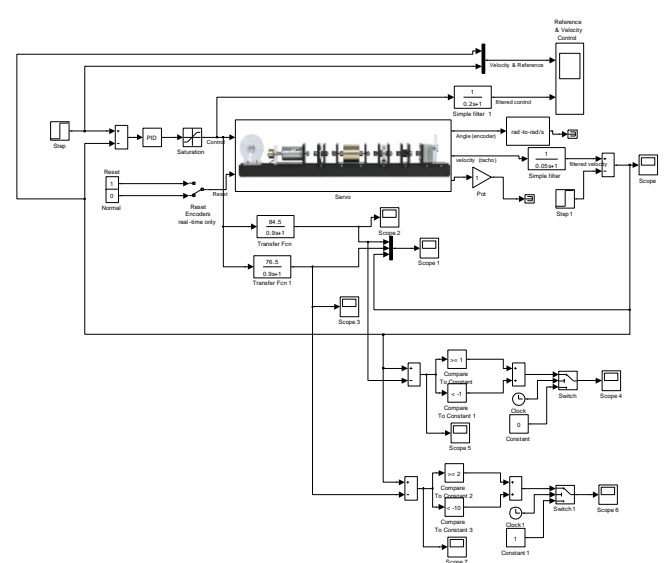 Reference
& Velocity
Control
Velocity & Reference
1
0.2s+1
Simple filter 1
filtered control
Step
+
-
PID
Saturation
Control
Angle (encoder)
rad-to-rad/s
velocity (tacho)
1
0.05s+1
Simple filter
filtered velocity
+
-
Scope
Servo
1
Pot
Step 1
Reset
1
0
Normal
Reset
Encoders
real-time only
Reset
84.5
0.9s+1
Transfer Fcn
Scope 2
76.5
0.9s+1
Transfer Fcn 1
Scope 1
Scope 3
+
-
>= 1
Compare
To Constant
< -1
Compare
To Constant 1
+
+
Clock
0
Constant
Switch
Scope 4
Scope 5
+
-
>= 2
Compare
To Constant 2
< -10
Compare
To Constant 3
+
+
Clock1
1
Constant 1
Switch1
Scope 6
Scope 7